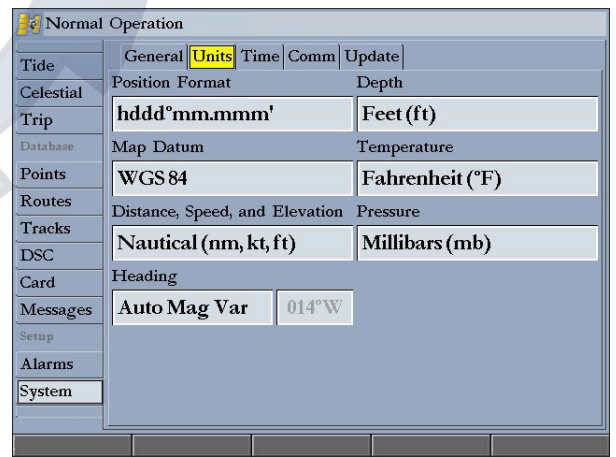 Normal Operation
General Units Time Comm Update
Tide
Celestial
Trip
Database
Points
Routes
Tracks
DSC
Card
Messages
Setup
Alarms
System
Position Format
hddd°mm.mmm'
Depth
Feet (ft)
Map Datum
WGS 84
Temperature
Fahrenheit (°F)
Distance, Speed, and Elevation
Nautical (nm, kt, ft)
Pressure
Millibars (mb)
Heading
Auto Mag Var
014°W